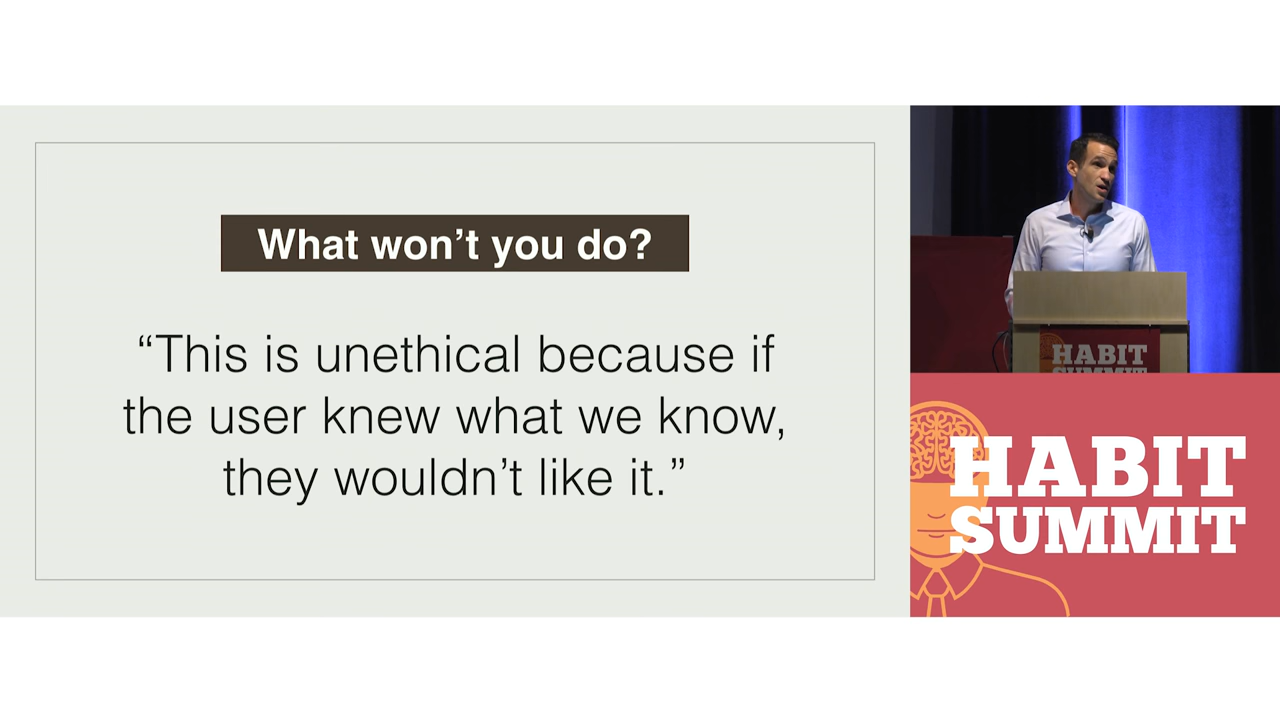 What won’t you do?
“This is unethical because if
the user knew what we know,
they wouldn’t like it.”
HABIT
SUMMIT
HABIT
SUMMIT